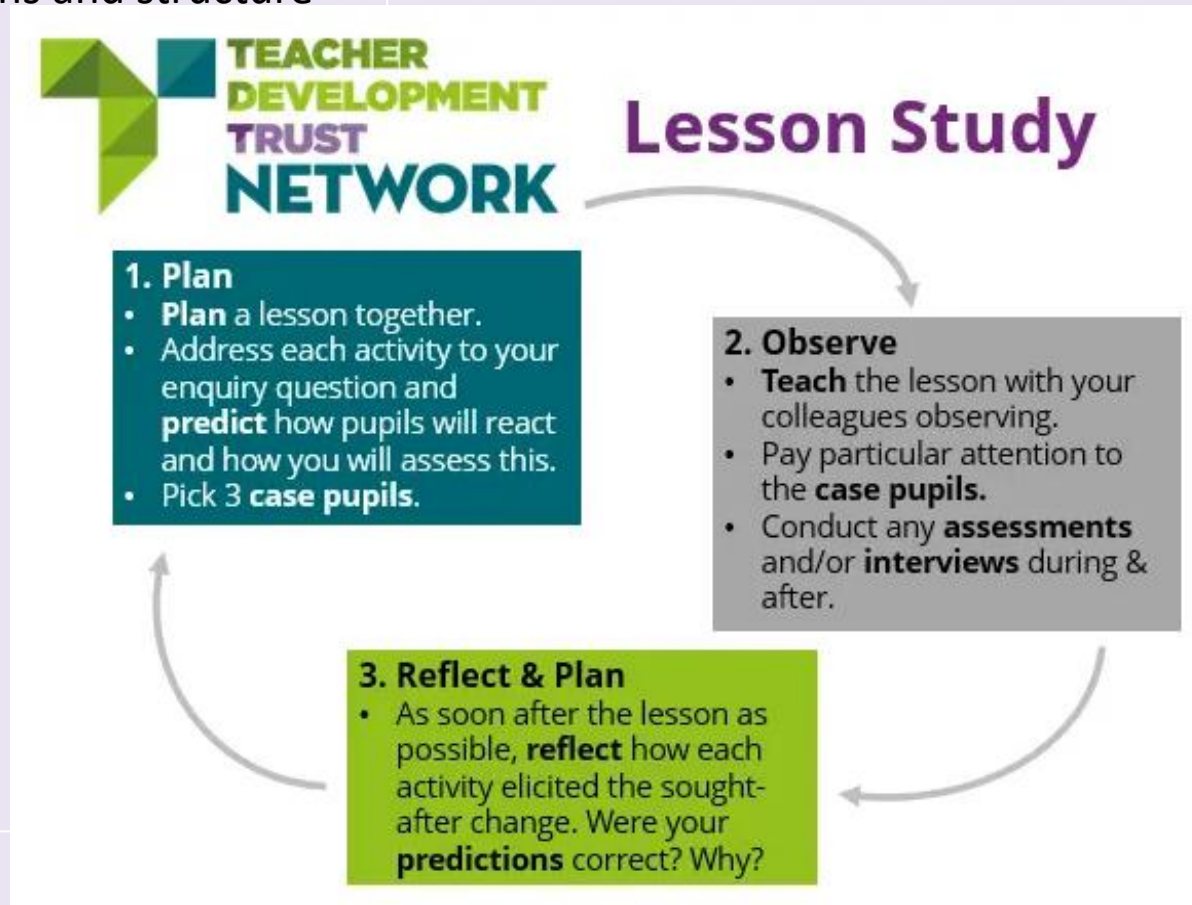 and structure
TEACHER
DEVELOPMENT
TRUST
NETWORK
Lesson Study
1. Plan
• Plan a lesson together.
• Address each activity to your
enquiry question and
predict how pupils will react
and how you will assess this.
• Pick 3 case pupils.
2. Observe
• Teach the lesson with your
colleagues observing.
• Pay particular attention to
the case pupils.
• Conduct any assessments
and/or interviews during &
after.
3. Reflect & Plan
• As soon after the lesson as
possible, reflect how each
activity elicited the sought-
after change. Were your
predictions correct? Why?